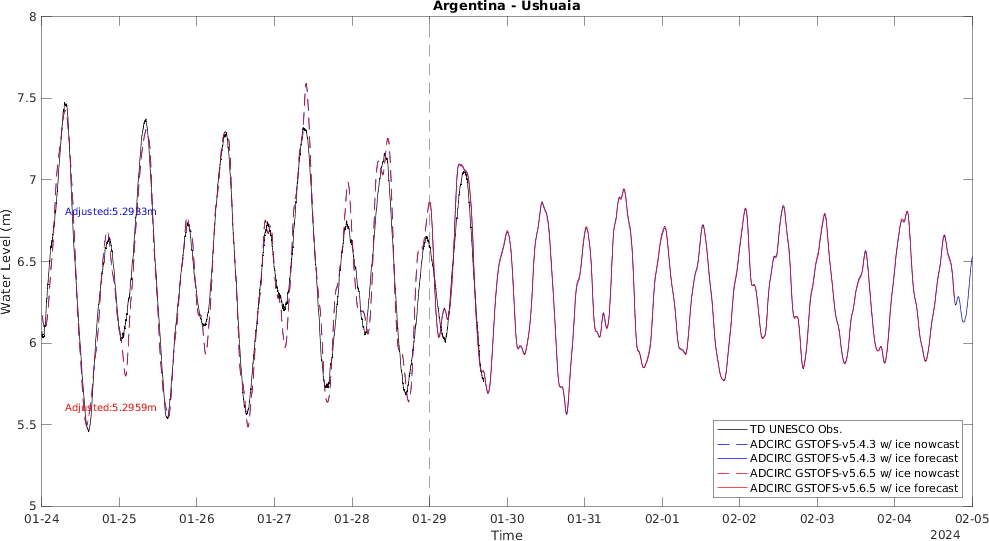 Argentina - Ushuaia
8
7.5
7
6.5
6
5.5
5
Water Level (m)
Adjusted:5.2933m
Adjusted:5.2959m
TD UNESCO Obs.
ADCIRC GSTOFS-v5.4.3 w/ ice nowcast
ADCIRC GSTOFS-v5.4.3 w/ ice forecast
ADCIRC GSTOFS-v5.6.5 w/ ice nowcast
ADCIRC GSTOFS-v5.6.5 w/ ice forecast
01-24 01-25 01-26 01-27 01-28 01-29 01-30 01-31 02-01 02-02 02-03 02-04 02-05
Time
2024